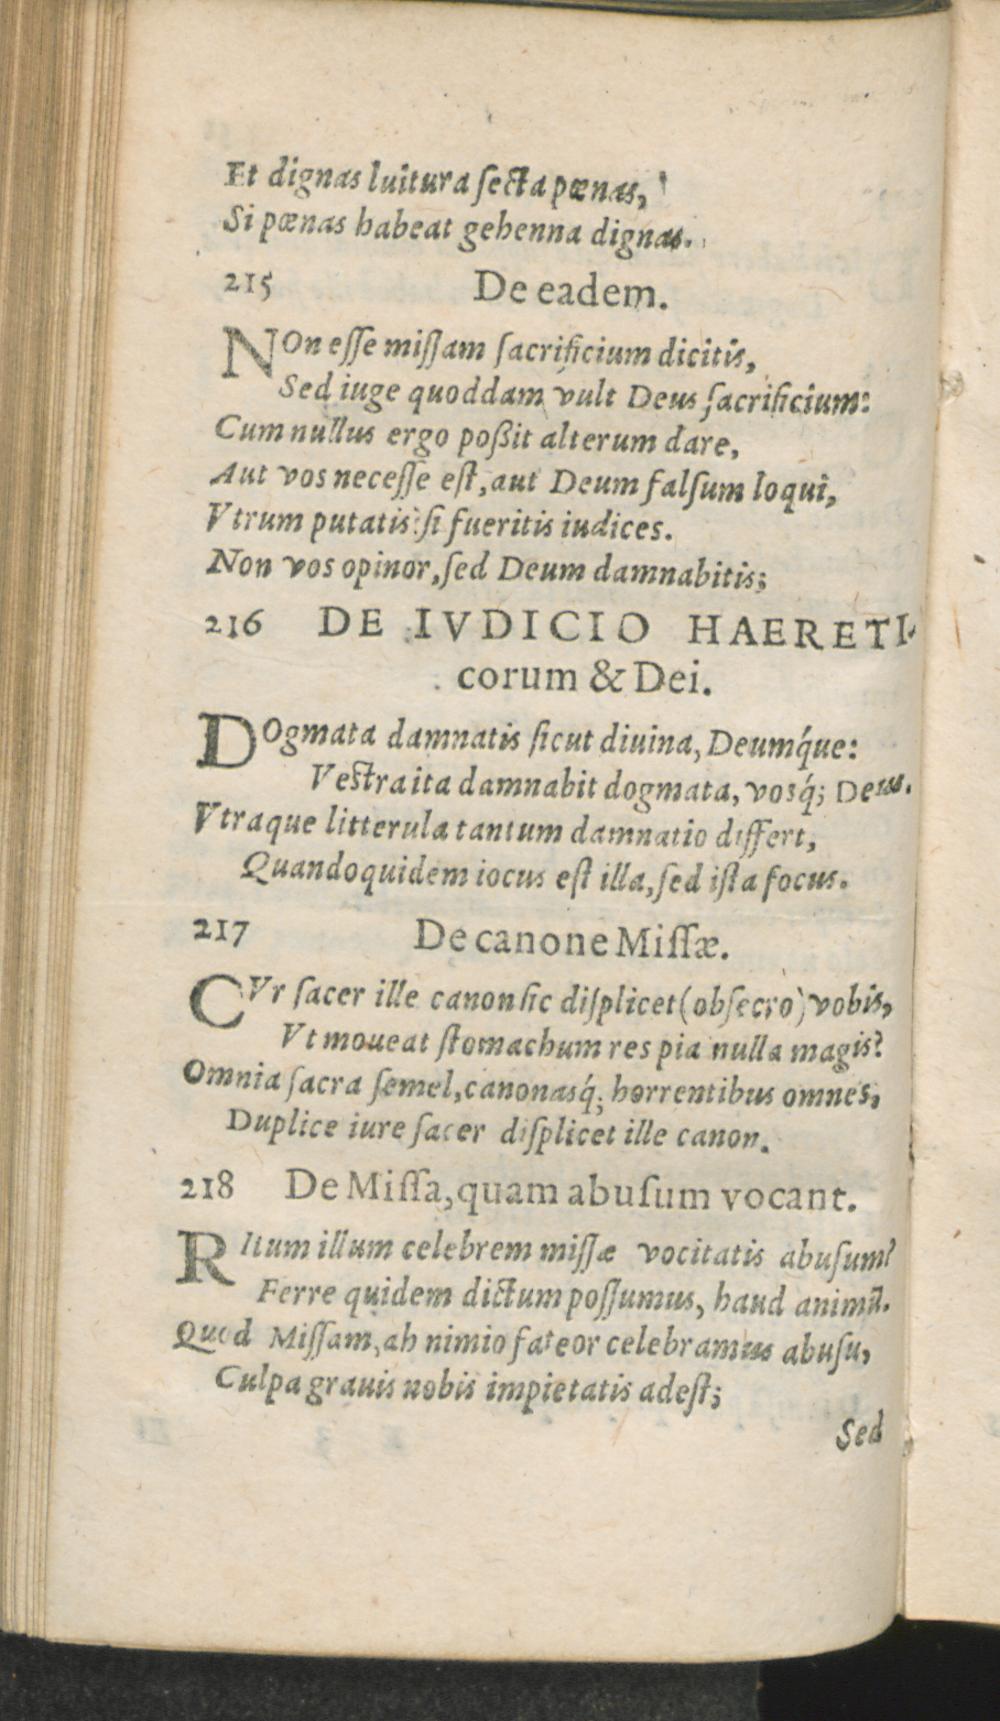 Et dignas luitura ſecta pœnas,
Si pœnas habeat gehenna dignas.
215 De eadem.
NOn eſſe miſſam ſacrificium dicitis,
Sed iuge quoddam vult Deus ſacrificium:
Cum nullus ergo poßit alterum dare,
Aut vos neceſſe eſt, aut Deum falſum loqui,
Vtrum putatis: ſi fueritis iudices.
Non vos opinor, ſed Deum damnabitis;
216 DE IVDICIO HAERETI-
corum & Dei.
DOgmata damnatis ſicut diuina, Deumq́ue:
Veſtra ita damnabit dogmata, vosq́; Deus.
Vtraque litterula tantum damnatio differt,
Quandoquidem iocus eſt illa, ſed iſta focus.
217 De canone Miſſæ.
CVr ſacer ille canon ſic diſplicet (obſecro) vobis,
Vt moueat ſtomachum res pia nulla magis?
Omnia ſacra ſemel, canonasq́; horrentibus omnes,
Duplice iure ſacer diſplicet ille canon.
218 De Miſſa, quam abuſum vocant.
RItum illum celebrem miſſæ vocitatis abuſum?
Ferre quidem dictum poſſumus, haud animū.
Quod Miſſam, ah nimio fateor celebramus abuſu,
Culpa grauis nobis impietatis adeſt;
Sed